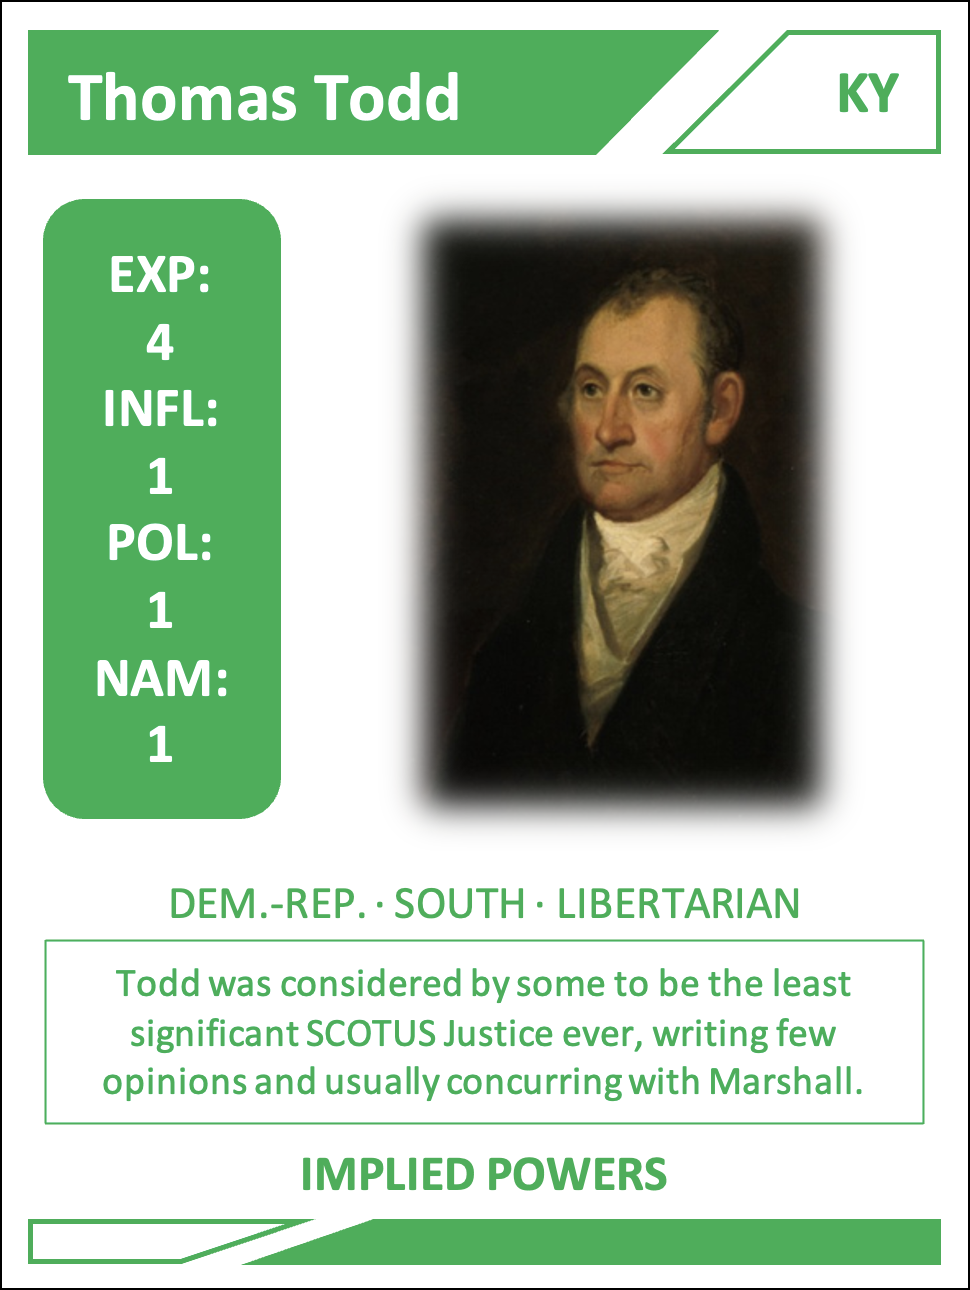 Thomas Todd
KY
EXP:
4
INFL:
1
POL:
1
NAM:
1
DEM.-REP. · SOUTH · LIBERTARIAN
Todd was considered by some to be the least
significant SCOTUS Justice ever, writing few
opinions and usually concurring with Marshall.
IMPLIED POWERS